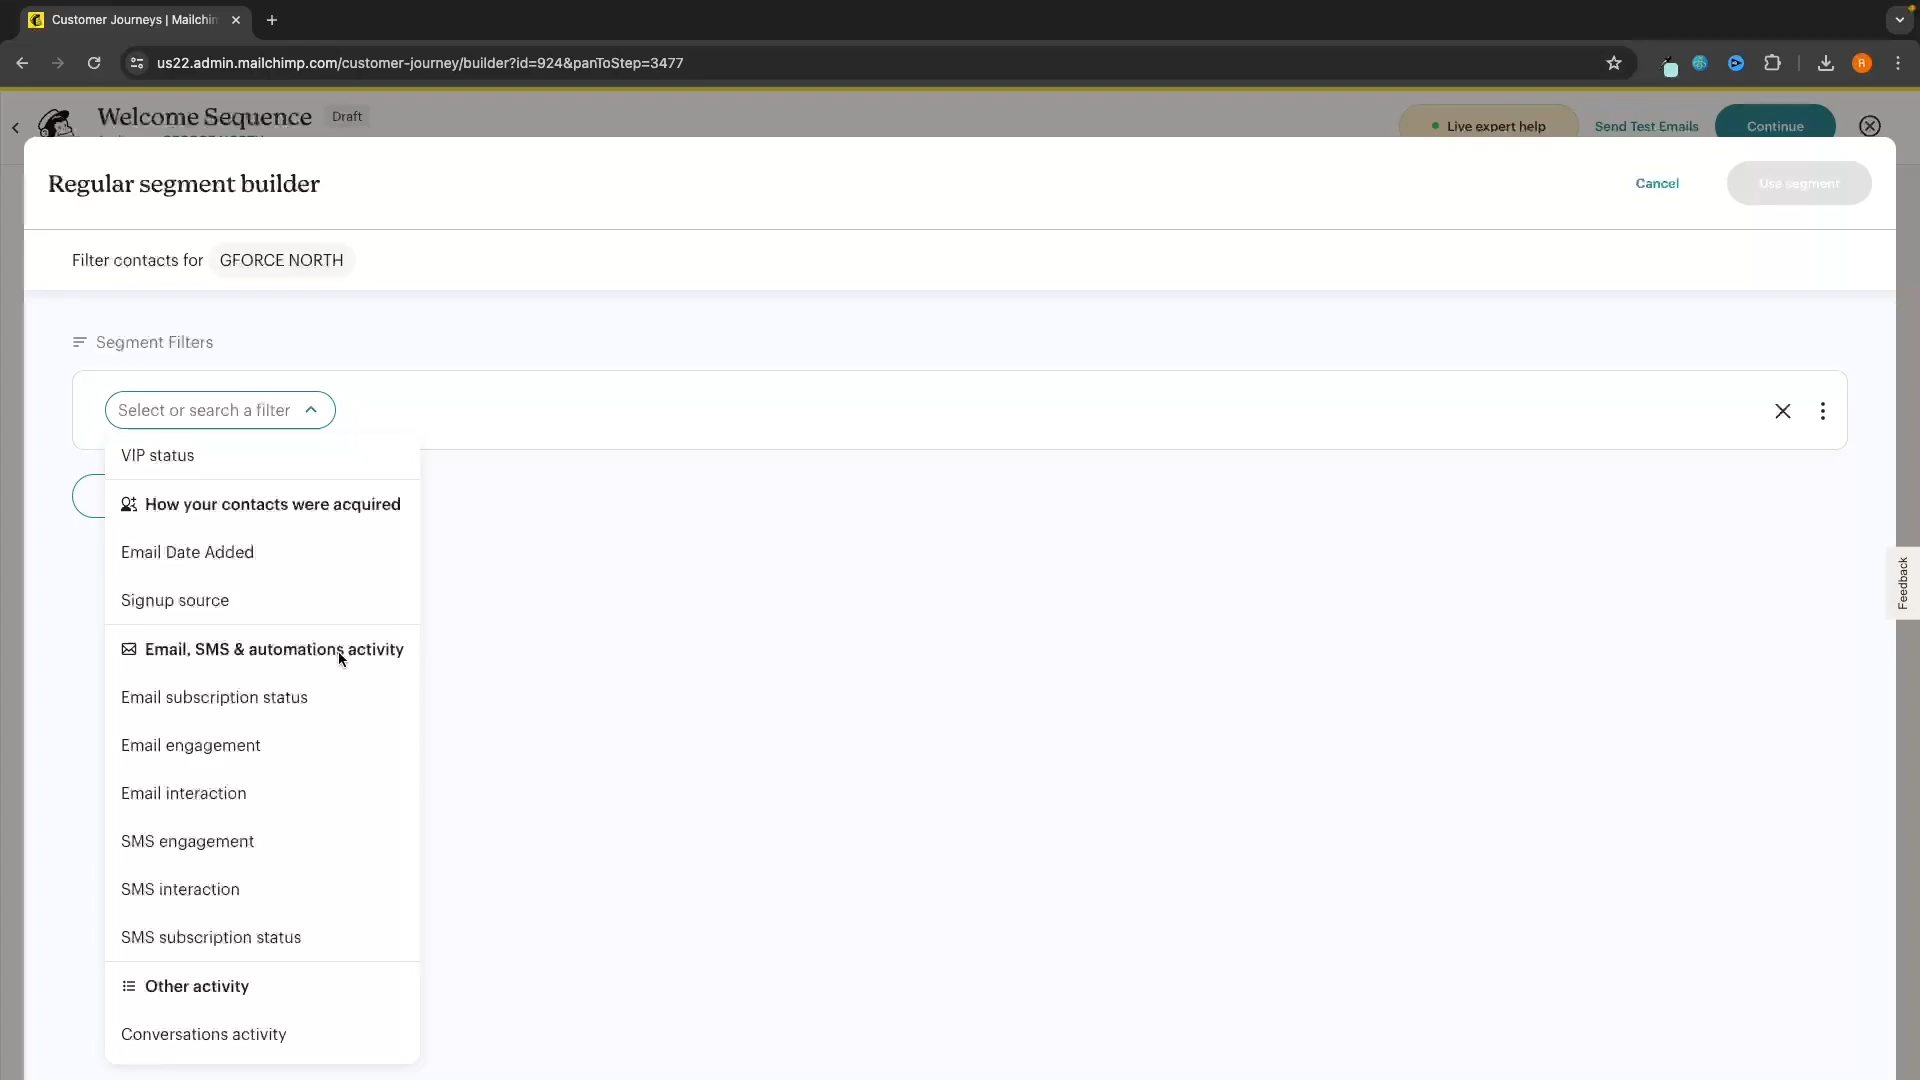 Customer Journeys | Mailchim
us22.admin.mailchimp.com/customer-journey/builder?id=924&panToStep=3477
R
Welcome Sequence
Draft
Live expert help
Send Test Emails
Continue
Regular segment builder
Cancel
Use segment
Filter contacts for GFORCE NORTH
Segment Filters
Select or search a filter
VIP status
How your contacts were acquired
Email Date Added
Signup source
Email, SMS & automations activity
Email subscription status
Email engagement
Email interaction
SMS engagement
SMS interaction
SMS subscription status
Other activity
Conversations activity
Feedback